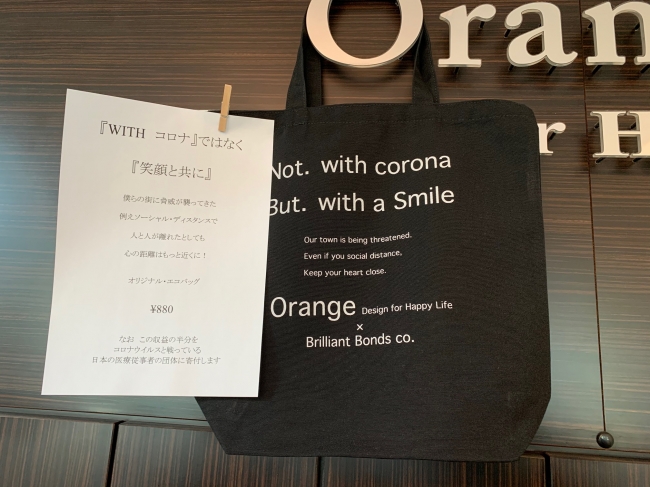 Oran
r H
『WITH コロナ』ではなく
『笑顔と共に』
僕らの街に脅威が襲ってきた
例えソーシャル・ディスタンスで
人と人が離れたとしても
心の距離はもっと近くに！
オリジナル・エコバッグ
¥880
なお この収益の半分を
コロナウイルスと戦っている
日本の医療従事者の団体に寄付します
Not. with corona
But. with a Smile
Our town is being threatened.
Even if you social distance,
Keep your heart close.
Orange Design for Happy Life
×
Brilliant Bonds co.